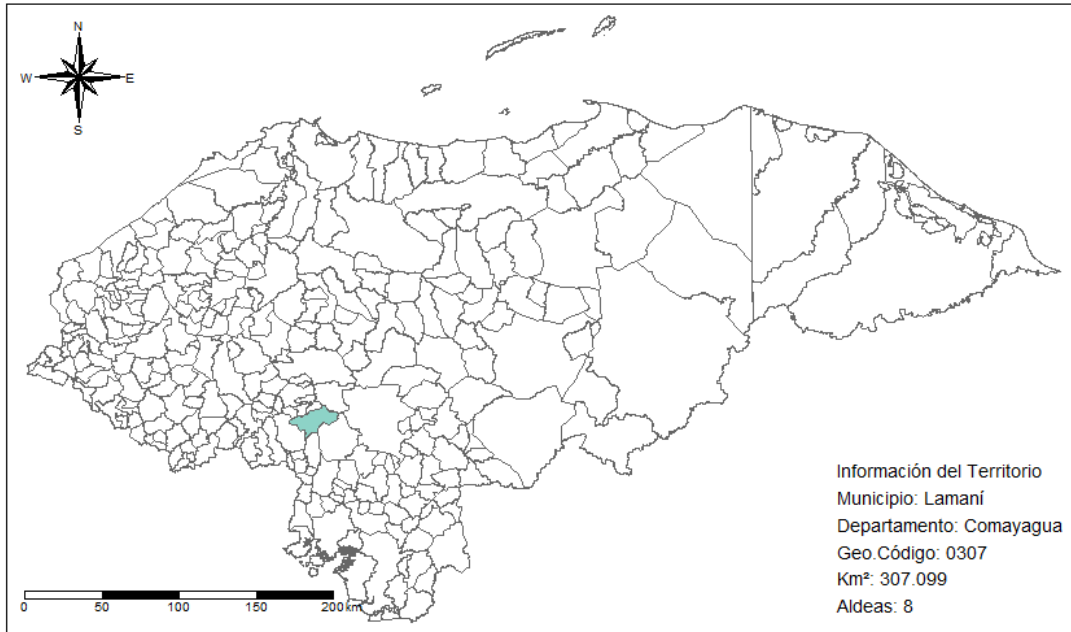 N
W E
S
Información del Territorio
Municipio: Lamaní
Departamento: Comayagua
Geo.Código: 0307
Km²: 307.099
Aldeas: 8
0 50 100 150 200 km